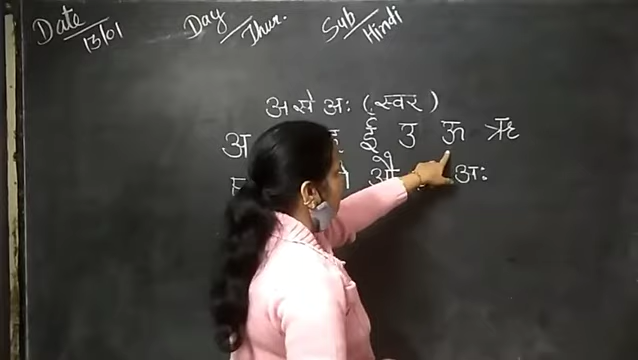 Date 13/01 Day Thur. Sub Hindi
अ से अः (स्वर)
अ ई उ ऊ ऋ
औ अः